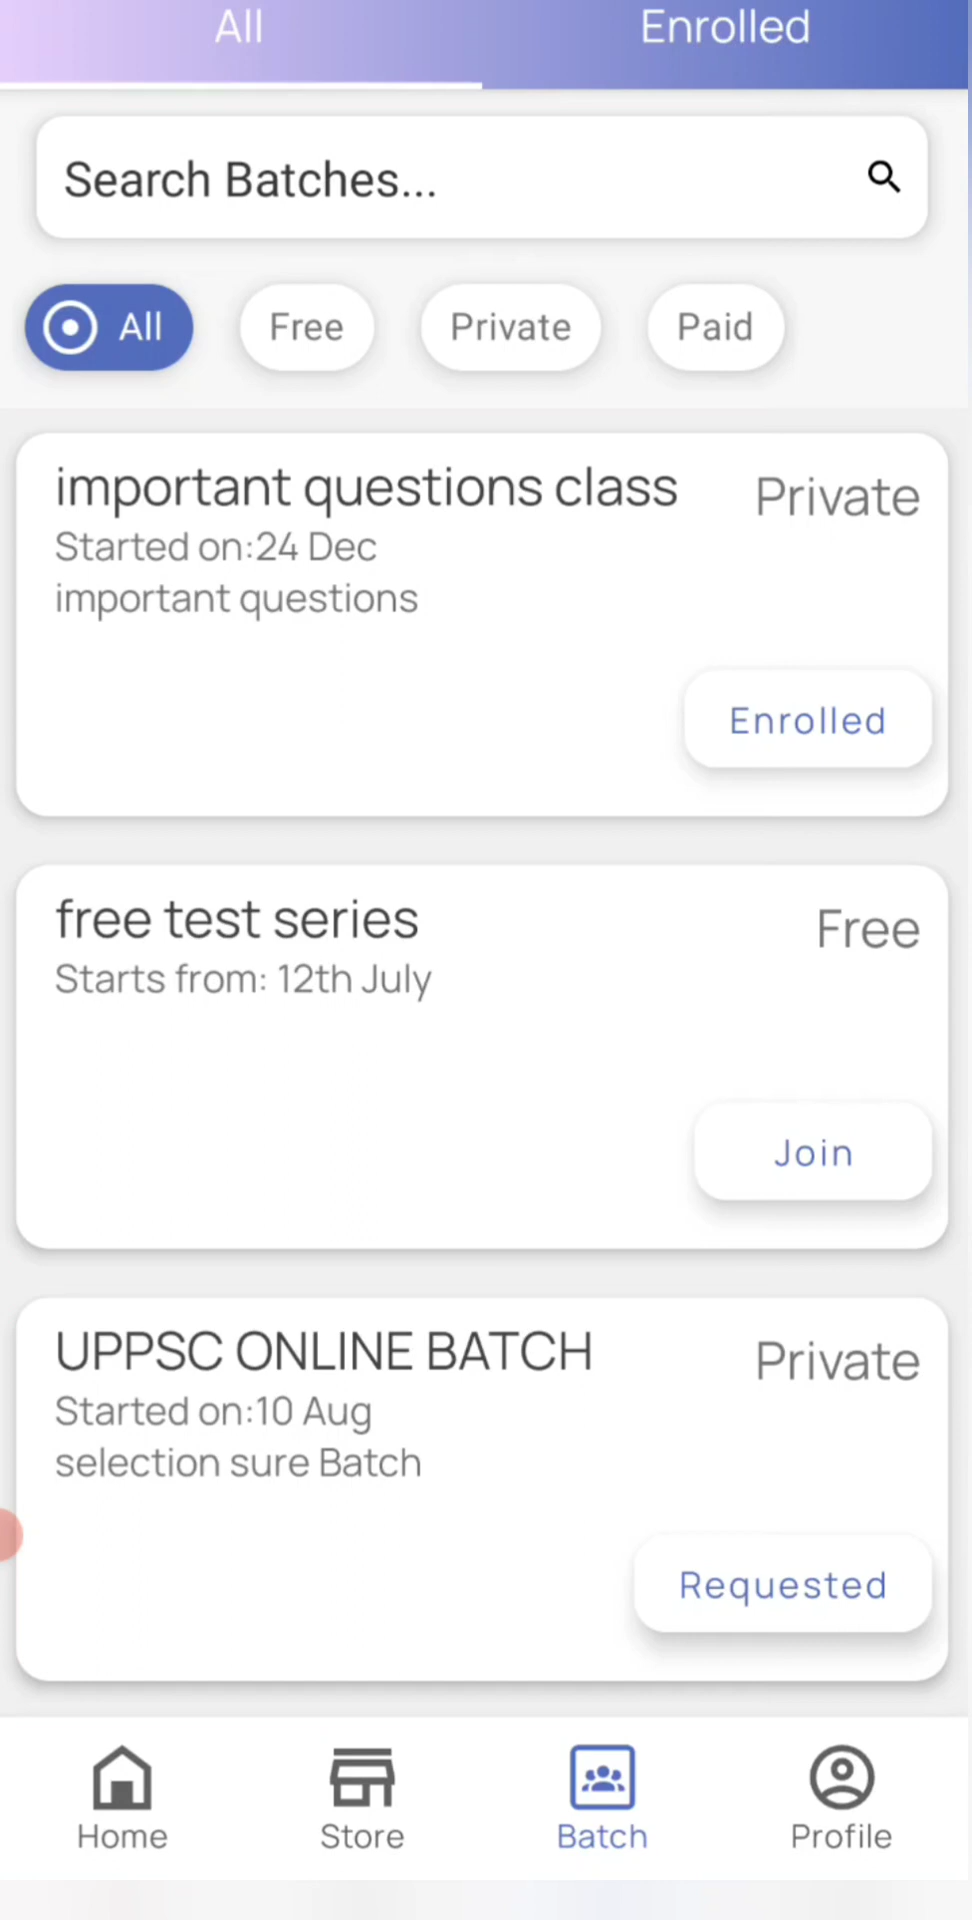 All Enrolled
Search Batches...
All Free Private Paid
important questions class Private
Started on:24 Dec
important questions
Enrolled
free test series Free
Starts from: 12th July
Join
UPPSC ONLINE BATCH Private
Started on:10 Aug
selection sure Batch
Requested
Home Store Batch Profile